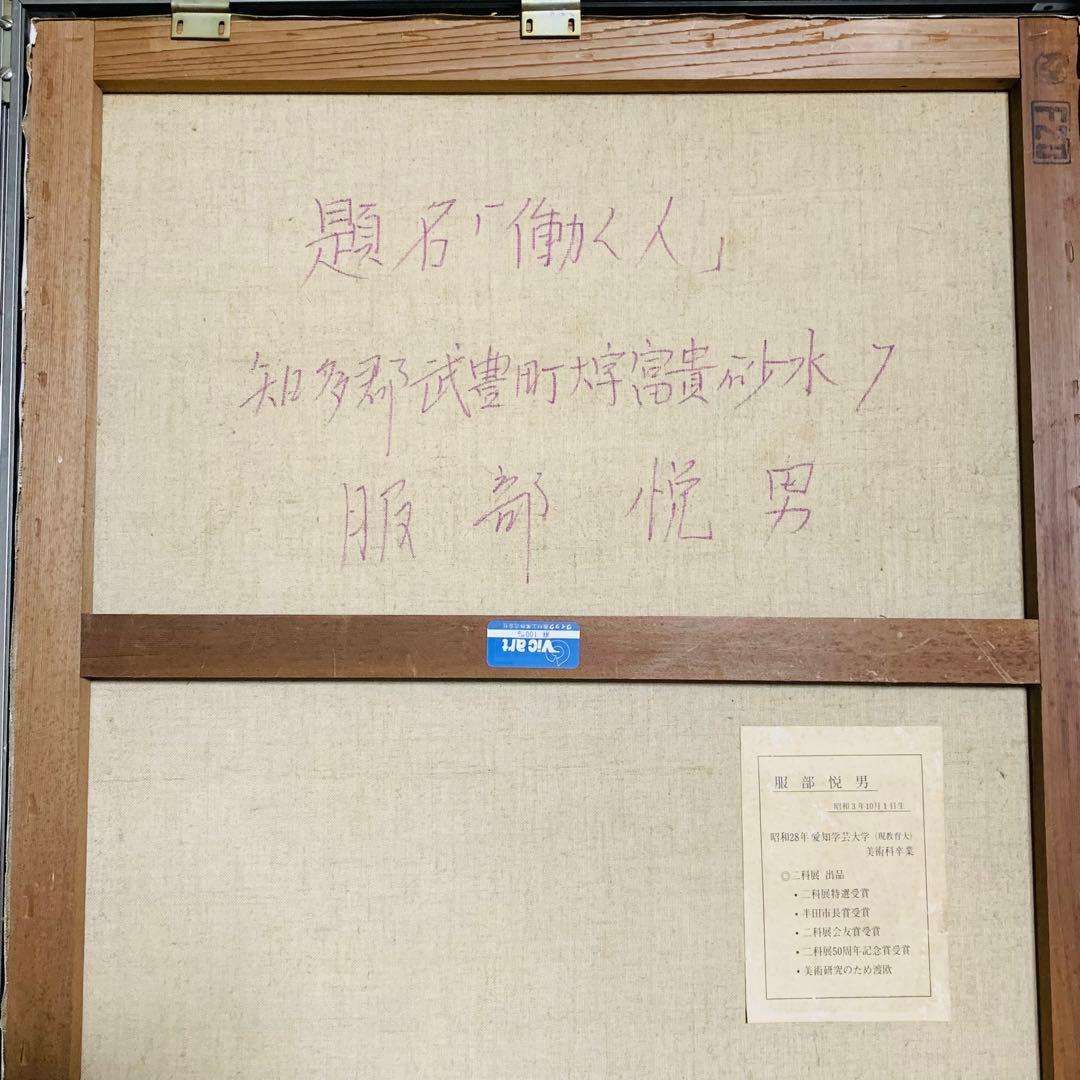 F20
題名「働く人」
知多郡武豊町大字富貴砂水7
服部悦男
Vic art
麻 100%
服部悦男
昭和3年10月1日生
昭和28年 愛知学芸大学(現教育大)
美術科卒業
◎二科展 出品
・二科展特選受賞
・半田市長賞受賞
・二科展会友賞受賞
・二科展50周年記念賞受賞
・美術研究のため渡欧